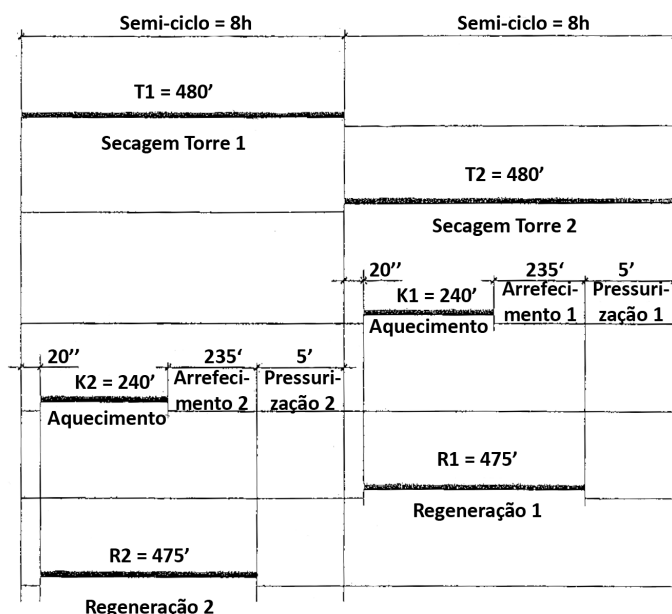 Semi-ciclo = 8h Semi-ciclo = 8h
T1 = 480’
Secagem Torre 1
T2 = 480’
Secagem Torre 2
20’’ 235‘ 5’
K1 = 240’ Arrefeci- Pressuri-
Aquecimento mento 1 zação 1
20’’ 235‘ 5’
K2 = 240’ Arrefeci- Pressuri-
Aquecimento mento 2 zação 2
R1 = 475’
Regeneração 1
R2 = 475’
Regeneração 2